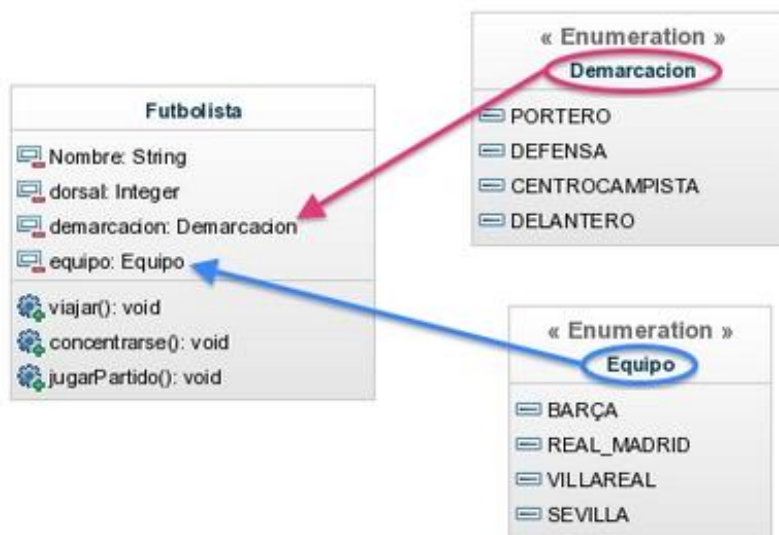 Futbolista
Nombre: String
dorsal: Integer
demarcacion: Demarcacion
equipo: Equipo
viajar(): void
concentrarse(): void
jugarPartido(): void
« Enumeration »
Demarcacion
PORTERO
DEFENSA
CENTROCAMPISTA
DELANTERO
« Enumeration »
Equipo
BARÇA
REAL_MADRID
VILLAREAL
SEVILLA